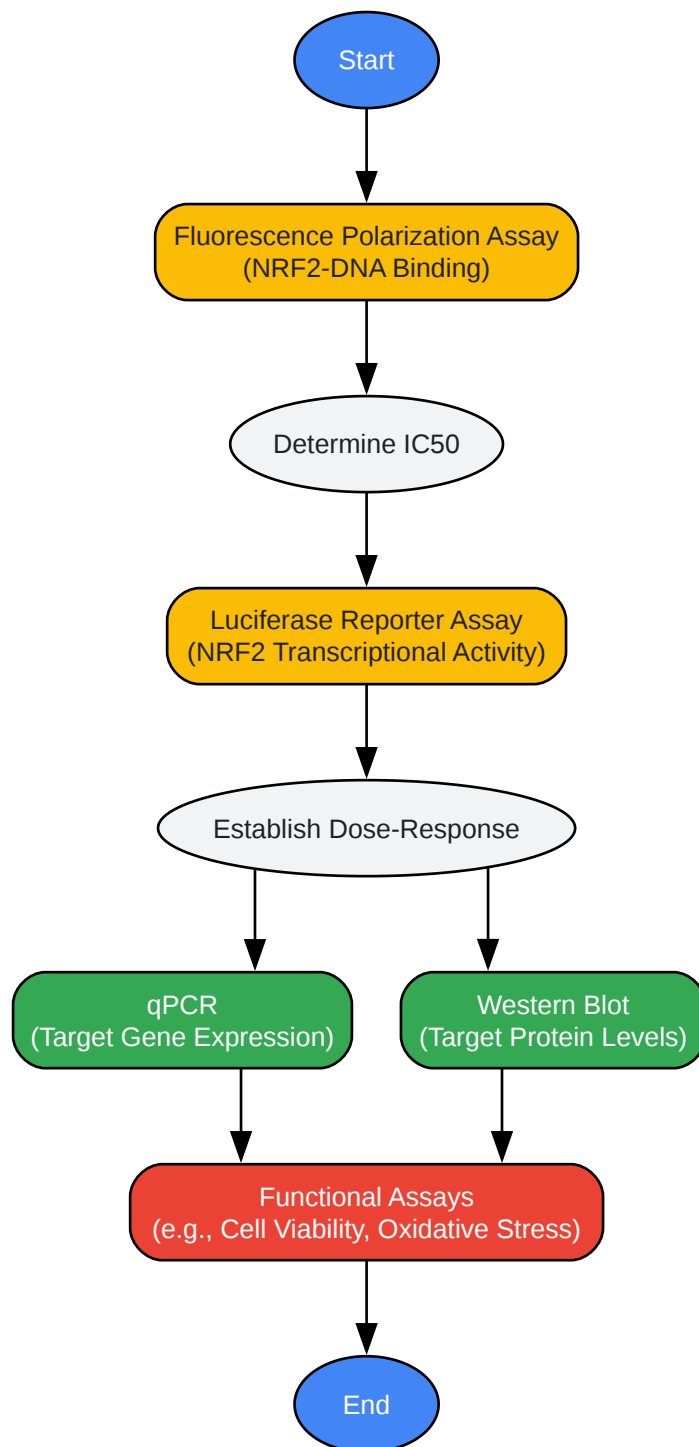 Start
Fluorescence Polarization Assay
(NRF2-DNA Binding)
Determine IC50
Luciferase Reporter Assay
(NRF2 Transcriptional Activity)
Establish Dose-Response
qPCR
(Target Gene Expression)
Western Blot
(Target Protein Levels)
Functional Assays
(e.g., Cell Viability, Oxidative Stress)
End